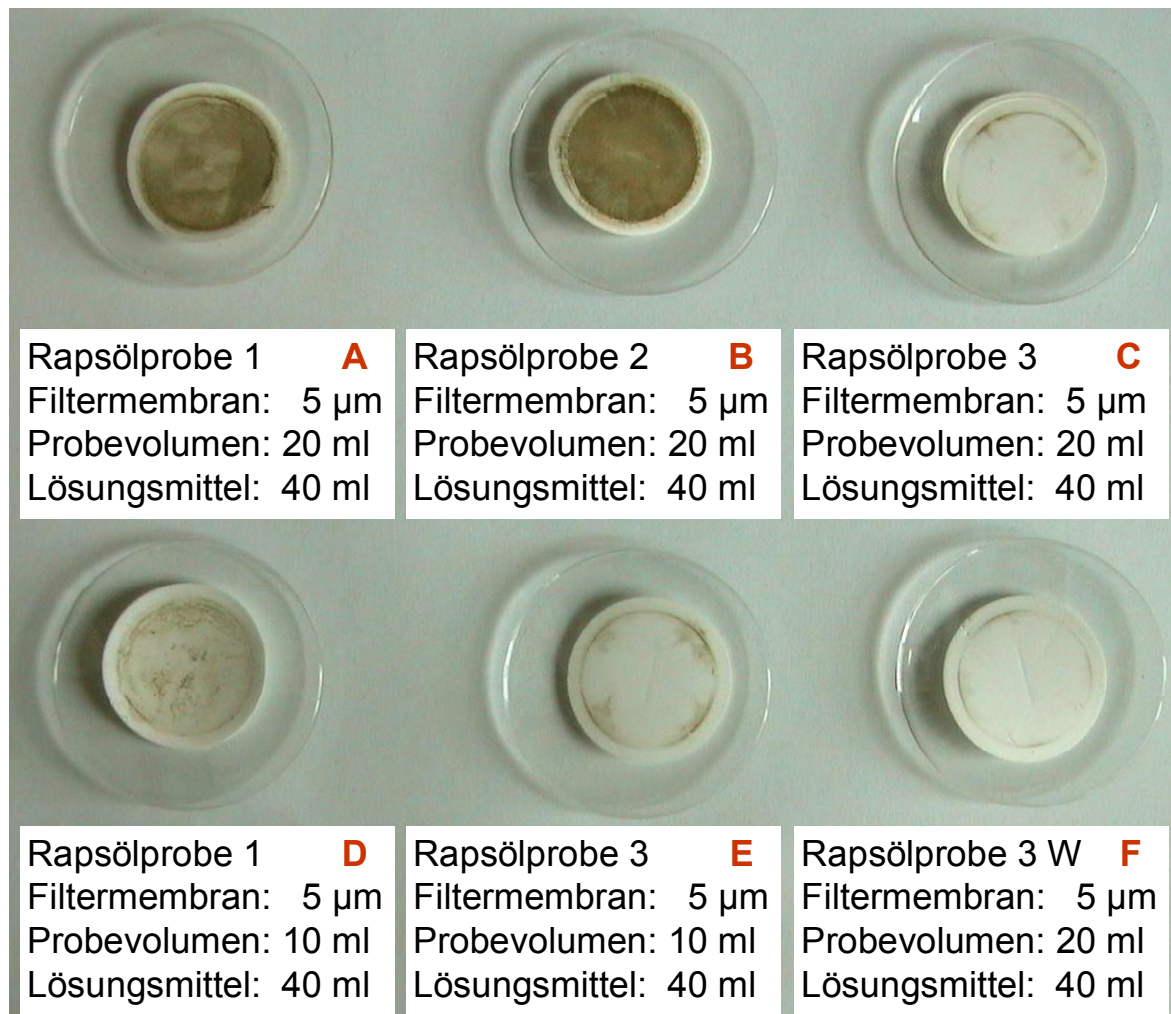 Rapsölprobe 1 A
Filtermembran: 5 µm
Probevolumen: 20 ml
Lösungsmittel: 40 ml
Rapsölprobe 2 B
Filtermembran: 5 µm
Probevolumen: 20 ml
Lösungsmittel: 40 ml
Rapsölprobe 3 C
Filtermembran: 5 µm
Probevolumen: 20 ml
Lösungsmittel: 40 ml
Rapsölprobe 1 D
Filtermembran: 5 µm
Probevolumen: 10 ml
Lösungsmittel: 40 ml
Rapsölprobe 3 E
Filtermembran: 5 µm
Probevolumen: 10 ml
Lösungsmittel: 40 ml
Rapsölprobe 3 W F
Filtermembran: 5 µm
Probevolumen: 20 ml
Lösungsmittel: 40 ml